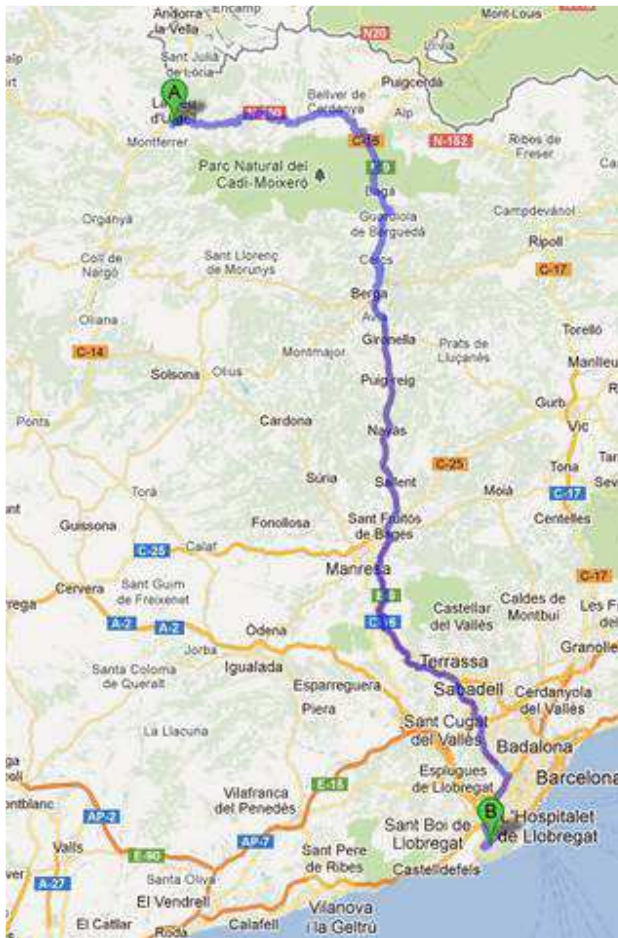 Andorra
la Vella
Mont-Louis
N20
Sant Julià
de Lòria
Llívia
A
Puigcerdà
Bellver de
Cerdanya
Alp
d'Urgell
C-16
N-152
Ribes de
Freser
Montferrer
E-9
Parc Natural del
Cadí-Moixeró
Bagà
Guardiola
de Berguedà
Campdevànol
Organyà
Ripoll
Coll de
Nargó
Sant Llorenç
de Morunys
Cercs
C-17
Berga
Oliana
Gironella
Torelló
C-14
Montmajor
Prats de
Lluçanès
Manlleu
Solsona
Olius
Puig-reig
Gurb
Cardona
Vic
Ponts
Navàs
C-25
Tona
Súria
Sallent
Moià
C-17
Torà
Centelles
Guissona
Fonollosa
Sant Fruitós
de Bages
C-25
Calaf
Manresa
C-17
Cervera
Sant Guim
de Freixenet
Castellar
del Vallès
Caldes de
Montbui
C-16
Les F
A-2
A-2
Òdena
Granolle
Jorba
Terrassa
Santa Coloma
de Queralt
Igualada
Esparreguera
Sabadell
Cerdanyola
del Vallès
Piera
Sant Cugat
del Vallès
La Llacuna
Badalona
E-15
Esplugues
de Llobregat
Barcelona
Vilafranca
del Penedès
B
L'Hospitalet
de Llobregat
AP-2
AP-7
Sant Boi de
Llobregat
Valls
E-90
Sant Pere
de Ribes
Castelldefels
Santa Oliva
A-27
El Vendrell
Vilanova
i la Geltrú
El Catllar
Calafell
Roda